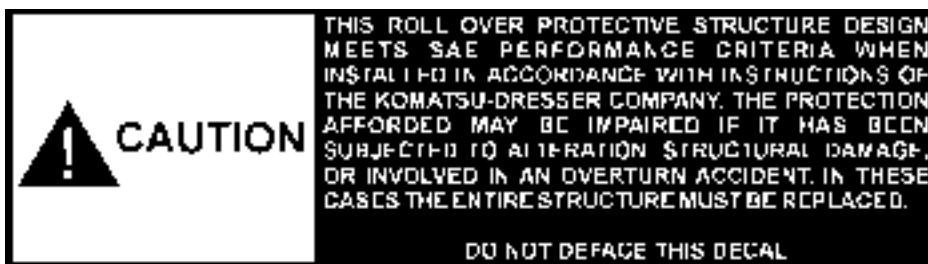 CAUTION
THIS ROLL OVER PROTECTIVE STRUCTURE DESIGN
MEETS SAE PERFORMANCE CRITERIA WHEN
INSTALLED IN ACCORDANCE WITH INSTRUCTIONS OF
THE KOMATSU-DRESSER COMPANY. THE PROTECTION
AFFORDED MAY BE IMPAIRED IF IT HAS BEEN
SUBJECTED TO ALTERATION, STRUCTURAL DAMAGE,
OR INVOLVED IN AN OVERTURN ACCIDENT. IN THESE
CASES THE ENTIRE STRUCTURE MUST BE REPLACED.
DO NOT DEFACE THIS DECAL